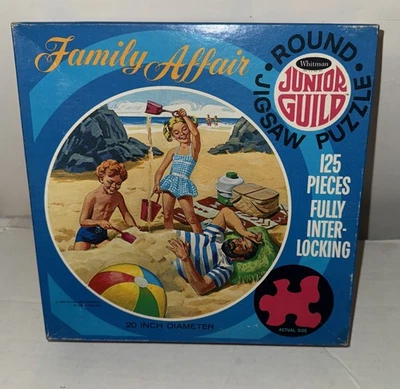 Family Affair
ROUND
JIGSAW PUZZLE
Whitman
JUNIOR
GUILD
125
PIECES
FULLY
INTER-
LOCKING
20 INCH DIAMETER
ACTUAL SIZE